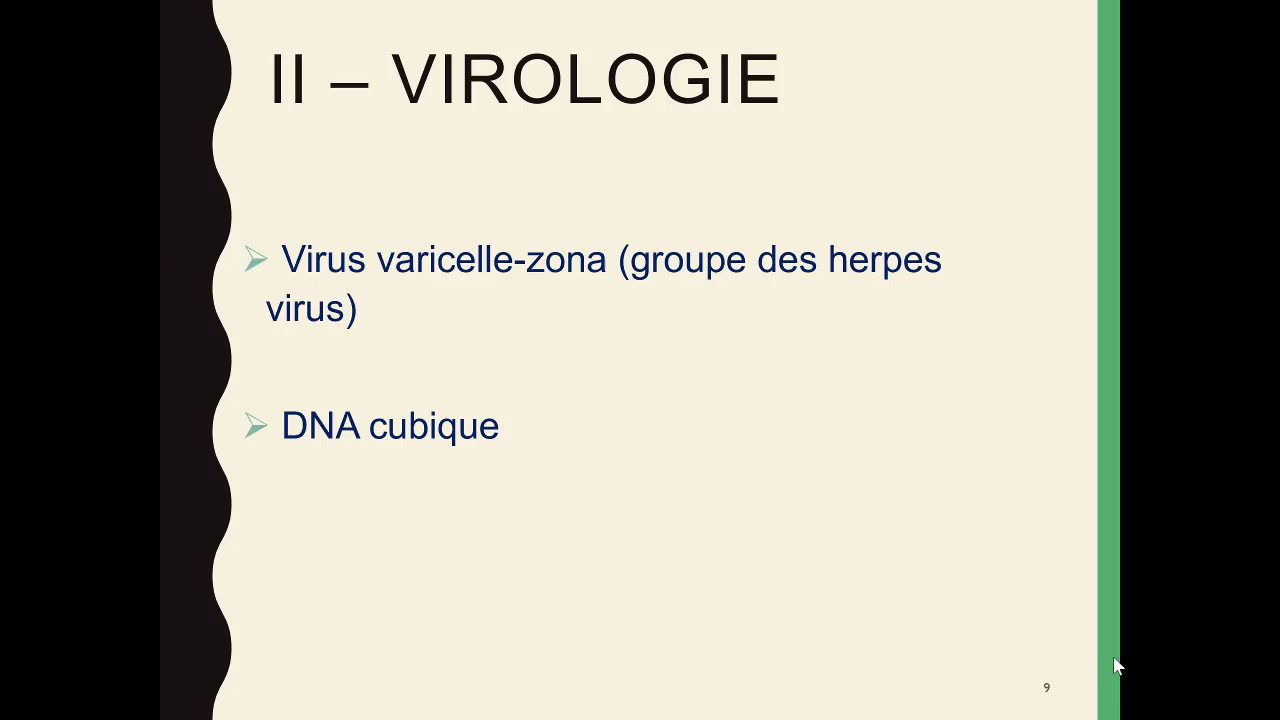 II – VIROLOGIE
Virus varicelle-zona (groupe des herpes
virus)
DNA cubique
9